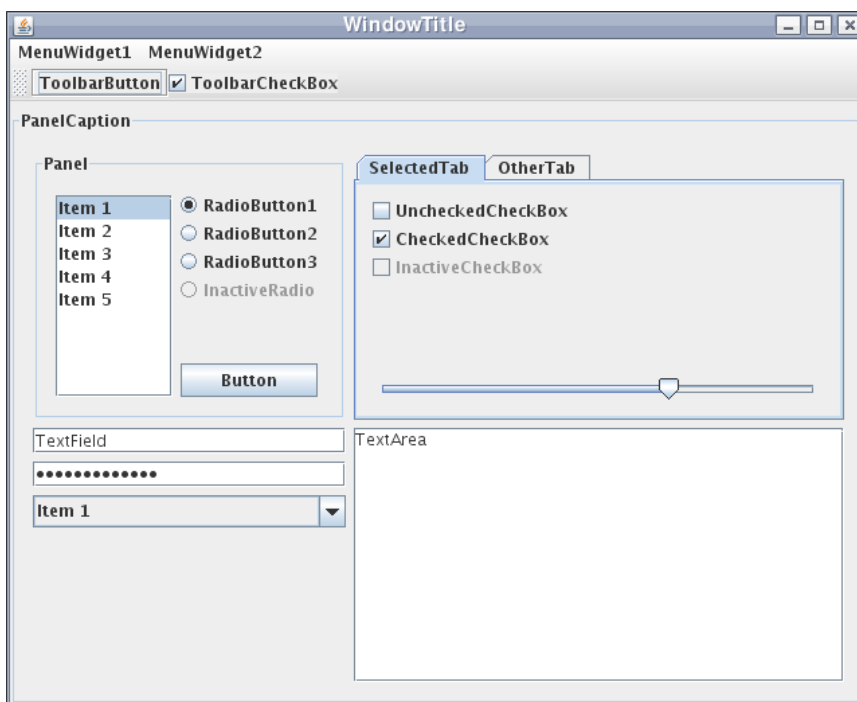 WindowTitle
MenuWidget1 MenuWidget2
ToolbarButton ToolbarCheckBox
PanelCaption
Panel
Item 1
Item 2
Item 3
Item 4
Item 5
RadioButton1
RadioButton2
RadioButton3
InactiveRadio
Button
SelectedTab OtherTab
UncheckedCheckBox
CheckedCheckBox
InactiveCheckBox
TextField
•••••••••••••
Item 1
TextArea